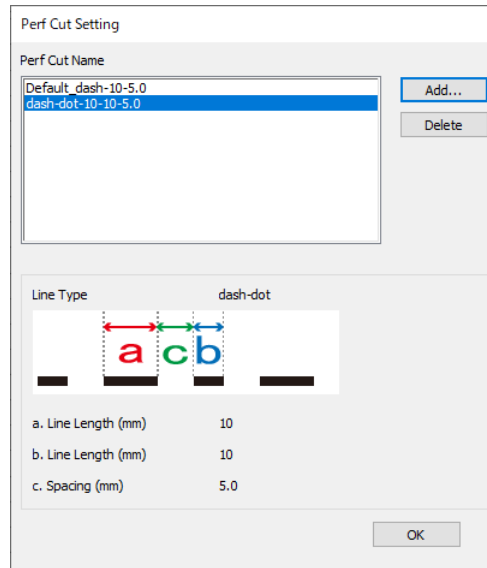 Perf Cut Setting
Perf Cut Name
Default_dash-10-5.0
dash-dot-10-10-5.0
Add...
Delete
Line Type dash-dot
a c b
a. Line Length (mm) 10
b. Line Length (mm) 10
c. Spacing (mm) 5.0
OK